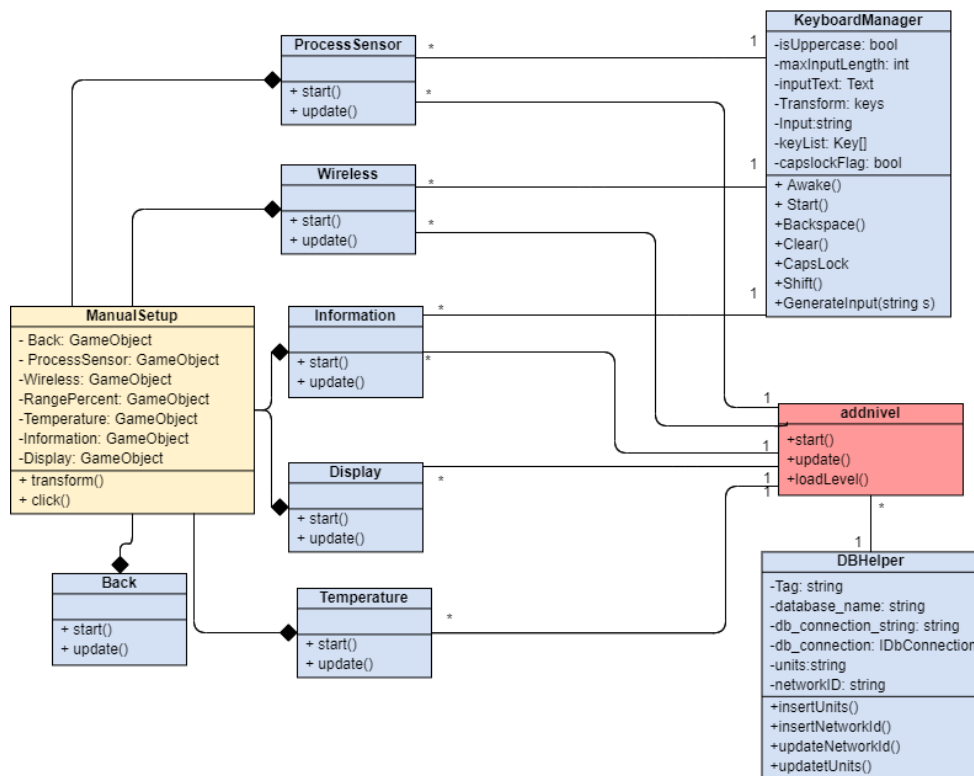 ProcessSensor
+ start()
+ update()
*
*
1
KeyboardManager
-isUppercase: bool
-maxInputLength: int
-inputText: Text
-Transform: keys
-Input:string
-keyList: Key[]
-capslockFlag: bool
+ Awake()
+ Start()
+Backspace()
+Clear()
+CapsLock
+Shift()
+GenerateInput(string s)
Wireless
+ start()
+ update()
*
*
1
ManualSetup
- Back: GameObject
- ProcessSensor: GameObject
-Wireless: GameObject
-RangePercent: GameObject
-Temperature: GameObject
-Information: GameObject
-Display: GameObject
+ transform()
+ click()
Information
+ start()
+ update()
*
*
1
1
addnivel
+start()
+update()
+loadLevel()
1
1
1
*
1
Display
+ start()
+ update()
*
Back
+ start()
+ update()
Temperature
+ start()
+ update()
*
DBHelper
-Tag: string
-database_name: string
-db_connection_string: string
-db_connection: IDbConnection
-units:string
-networkID: string
+insertUnits()
+insertNetworkId()
+updateNetworkId()
+updatetUnits()